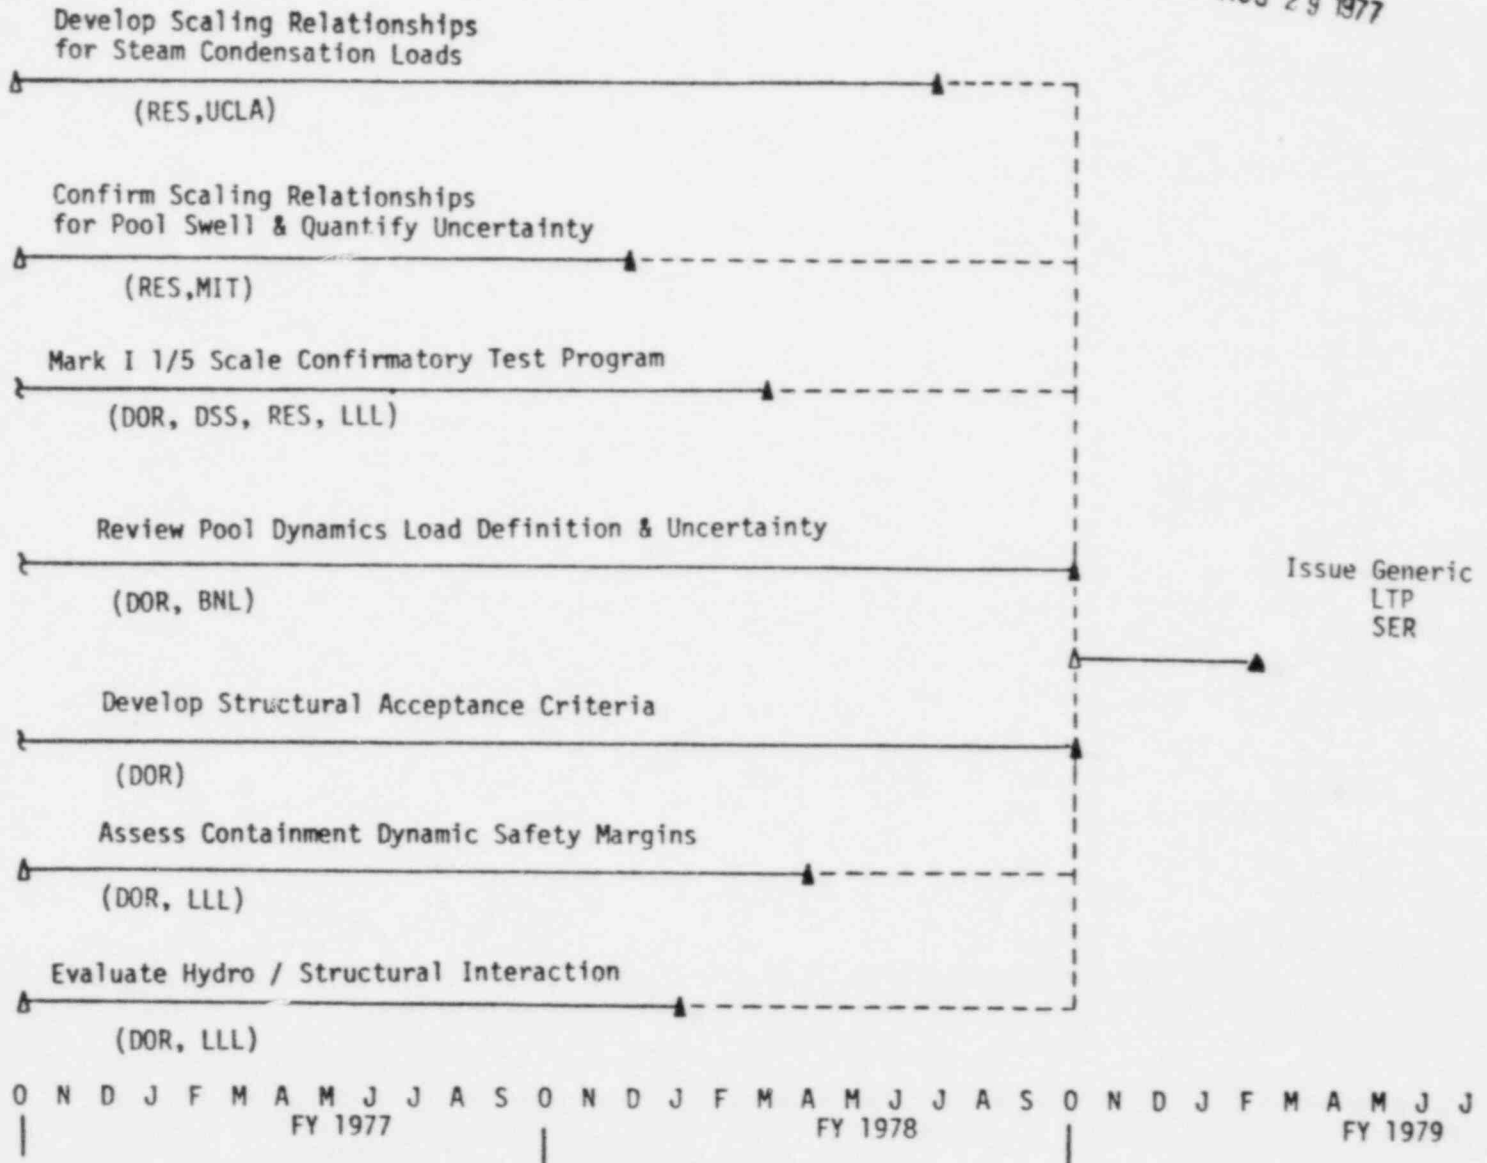 29 1977
Develop Scaling Relationships
for Steam Condensation Loads
(RES,UCLA)
Confirm Scaling Relationships
for Pool Swell & Quantify Uncertainty
(RES,MIT)
Mark I 1/5 Scale Confirmatory Test Program
(DOR, DSS, RES, LLL)
Review Pool Dynamics Load Definition & Uncertainty
(DOR, BNL)
Issue Generic
LTP
SER
Develop Structural Acceptance Criteria
(DOR)
Assess Containment Dynamic Safety Margins
(DOR, LLL)
Evaluate Hydro / Structural Interaction
(DOR, LLL)
O N D J F M A M J J A S O N D J F M A M J J A S O N D J F M A M J J
FY 1977 FY 1978 FY 1979